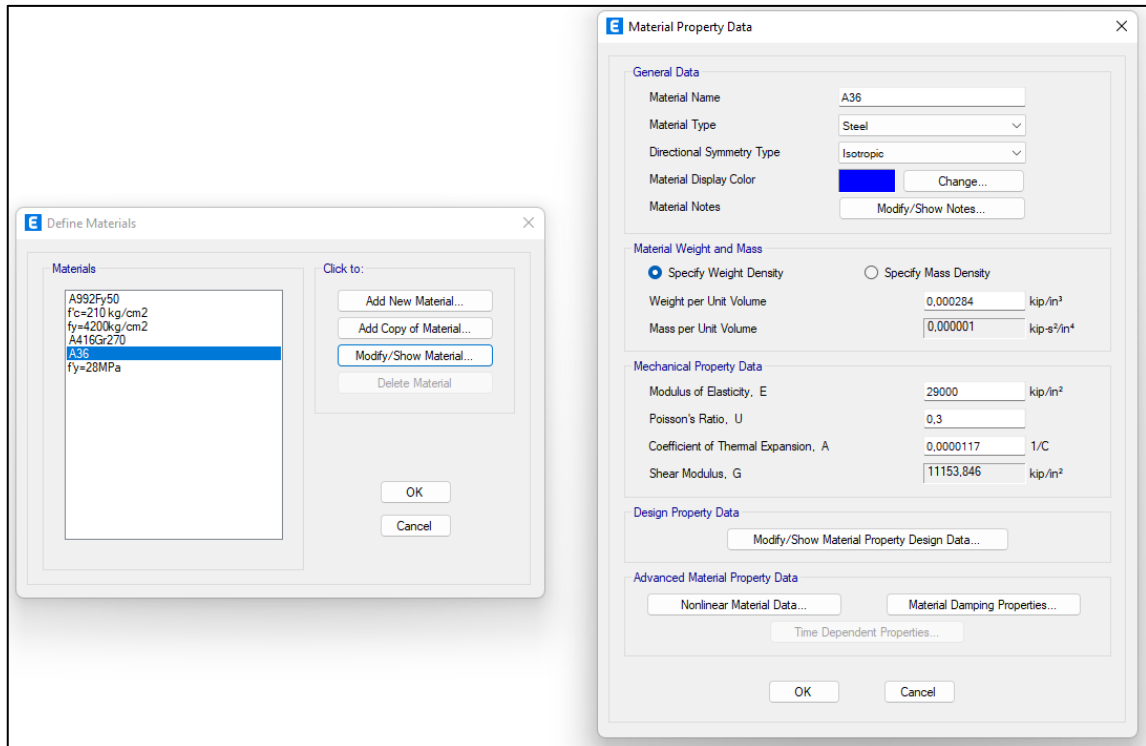 Define Materials
Materials
A992Fy50
f'c=210 kg/cm2
fy=4200kg/cm2
A416Gr270
A36
f'y=28MPa
Click to:
Add New Material...
Add Copy of Material...
Modify/Show Material...
Delete Material
OK
Cancel
Material Property Data
General Data
Material Name A36
Material Type Steel
Directional Symmetry Type Isotropic
Material Display Color Change...
Material Notes Modify/Show Notes...
Material Weight and Mass
Specify Weight Density Specify Mass Density
Weight per Unit Volume 0,000284 kip/in³
Mass per Unit Volume 0,000001 kip-s²/in⁴
Mechanical Property Data
Modulus of Elasticity, E 29000 kip/in²
Poisson's Ratio, U 0,3
Coefficient of Thermal Expansion, A 0,0000117 1/C
Shear Modulus, G 11153,846 kip/in²
Design Property Data
Modify/Show Material Property Design Data...
Advanced Material Property Data
Nonlinear Material Data... Material Damping Properties...
Time Dependent Properties...
OK Cancel